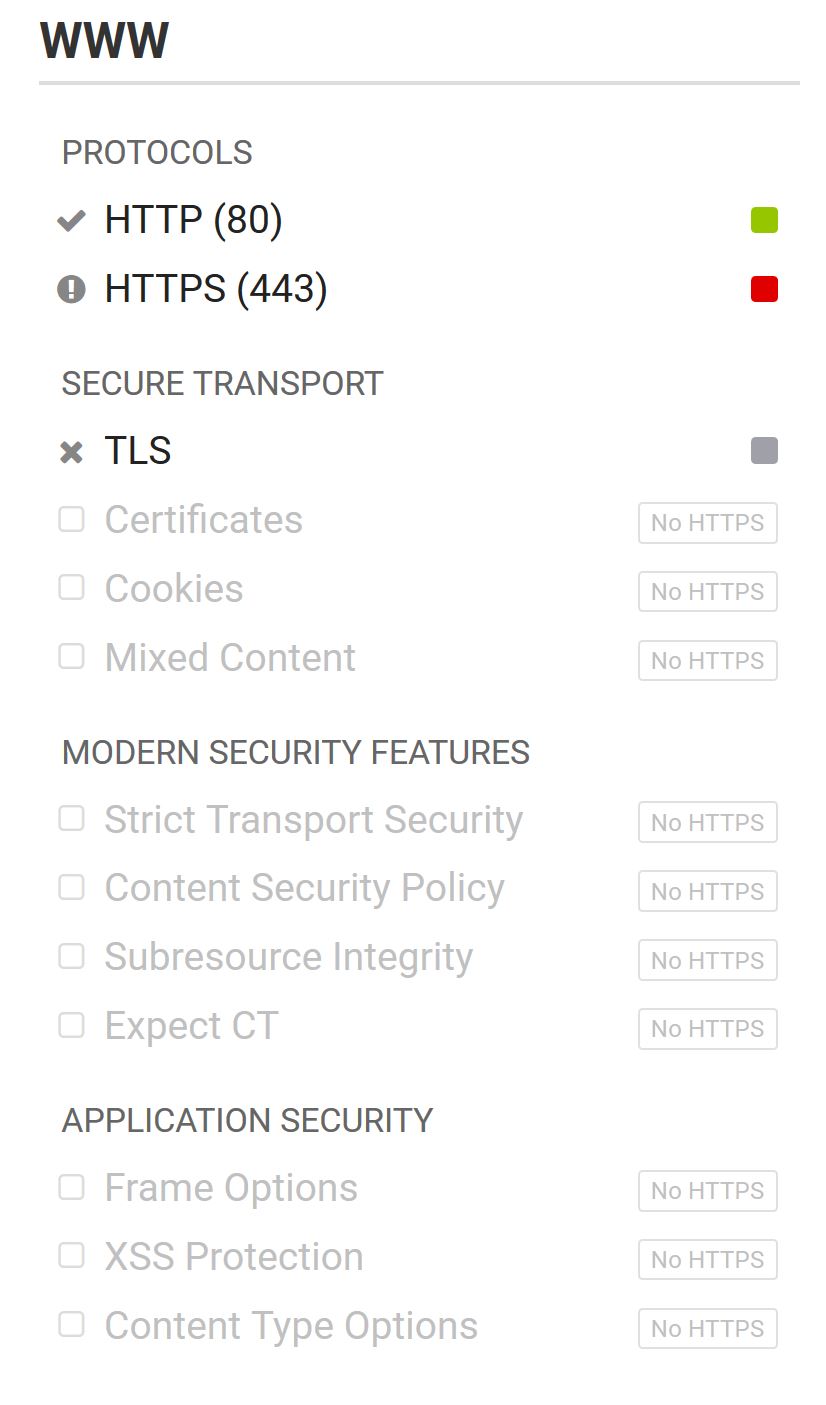 WWW
PROTOCOLS
HTTP (80)
HTTPS (443)
SECURE TRANSPORT
TLS
Certificates No HTTPS
Cookies No HTTPS
Mixed Content No HTTPS
MODERN SECURITY FEATURES
Strict Transport Security No HTTPS
Content Security Policy No HTTPS
Subresource Integrity No HTTPS
Expect CT No HTTPS
APPLICATION SECURITY
Frame Options No HTTPS
XSS Protection No HTTPS
Content Type Options No HTTPS